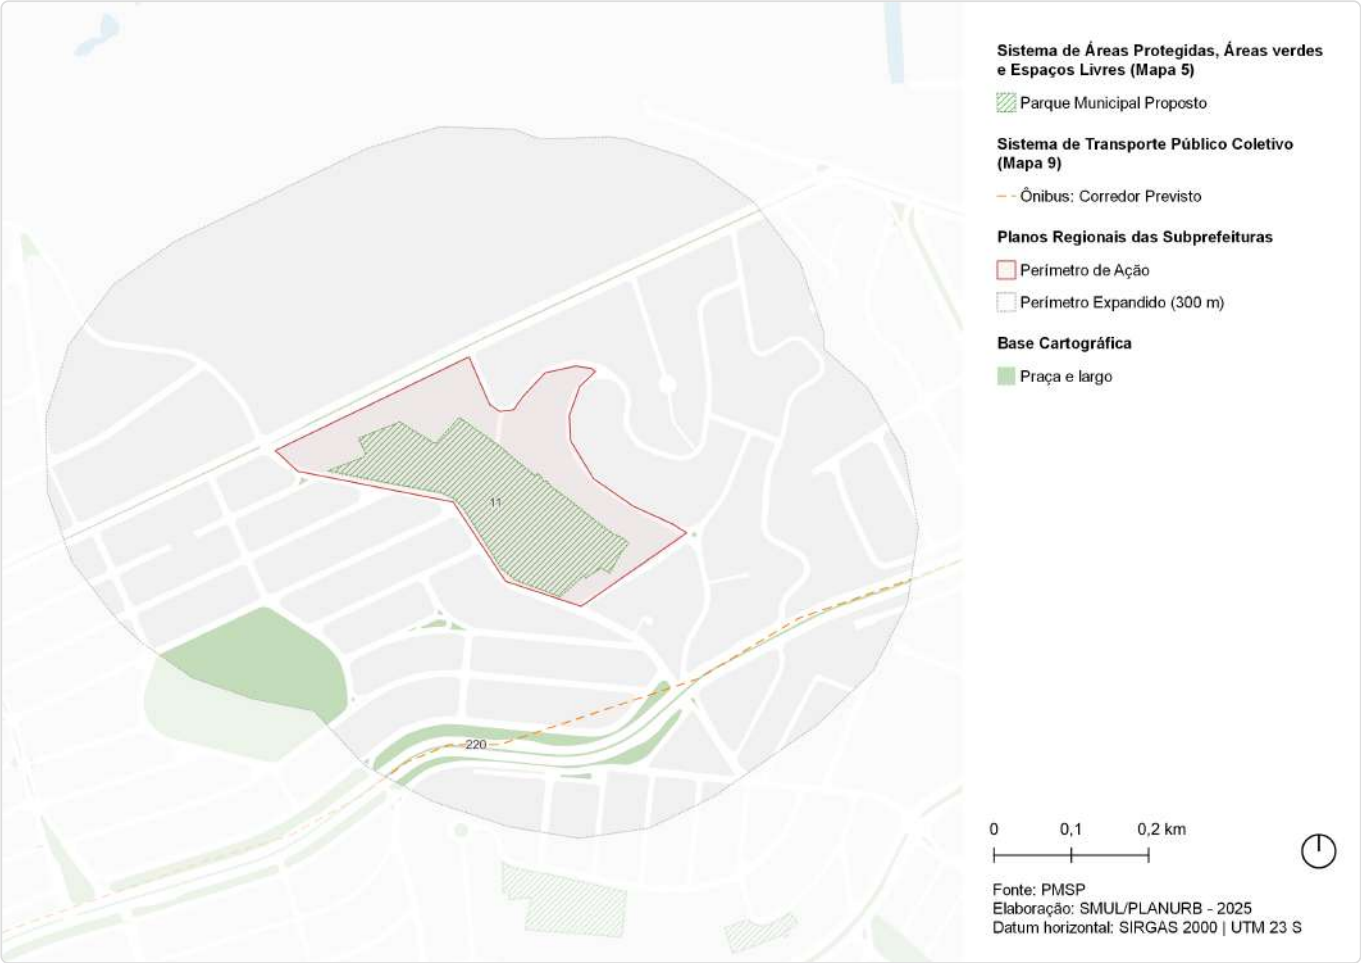 Sistema de Áreas Protegidas, Áreas verdes
e Espaços Livres (Mapa 5)
Parque Municipal Proposto
Sistema de Transporte Público Coletivo
(Mapa 9)
Ônibus: Corredor Previsto
Planos Regionais das Subprefeituras
Perímetro de Ação
Perímetro Expandido (300 m)
Base Cartográfica
Praça e largo
11
220
0 0,1 0,2 km
Fonte: PMSP
Elaboração: SMUL/PLANURB - 2025
Datum horizontal: SIRGAS 2000 | UTM 23 S